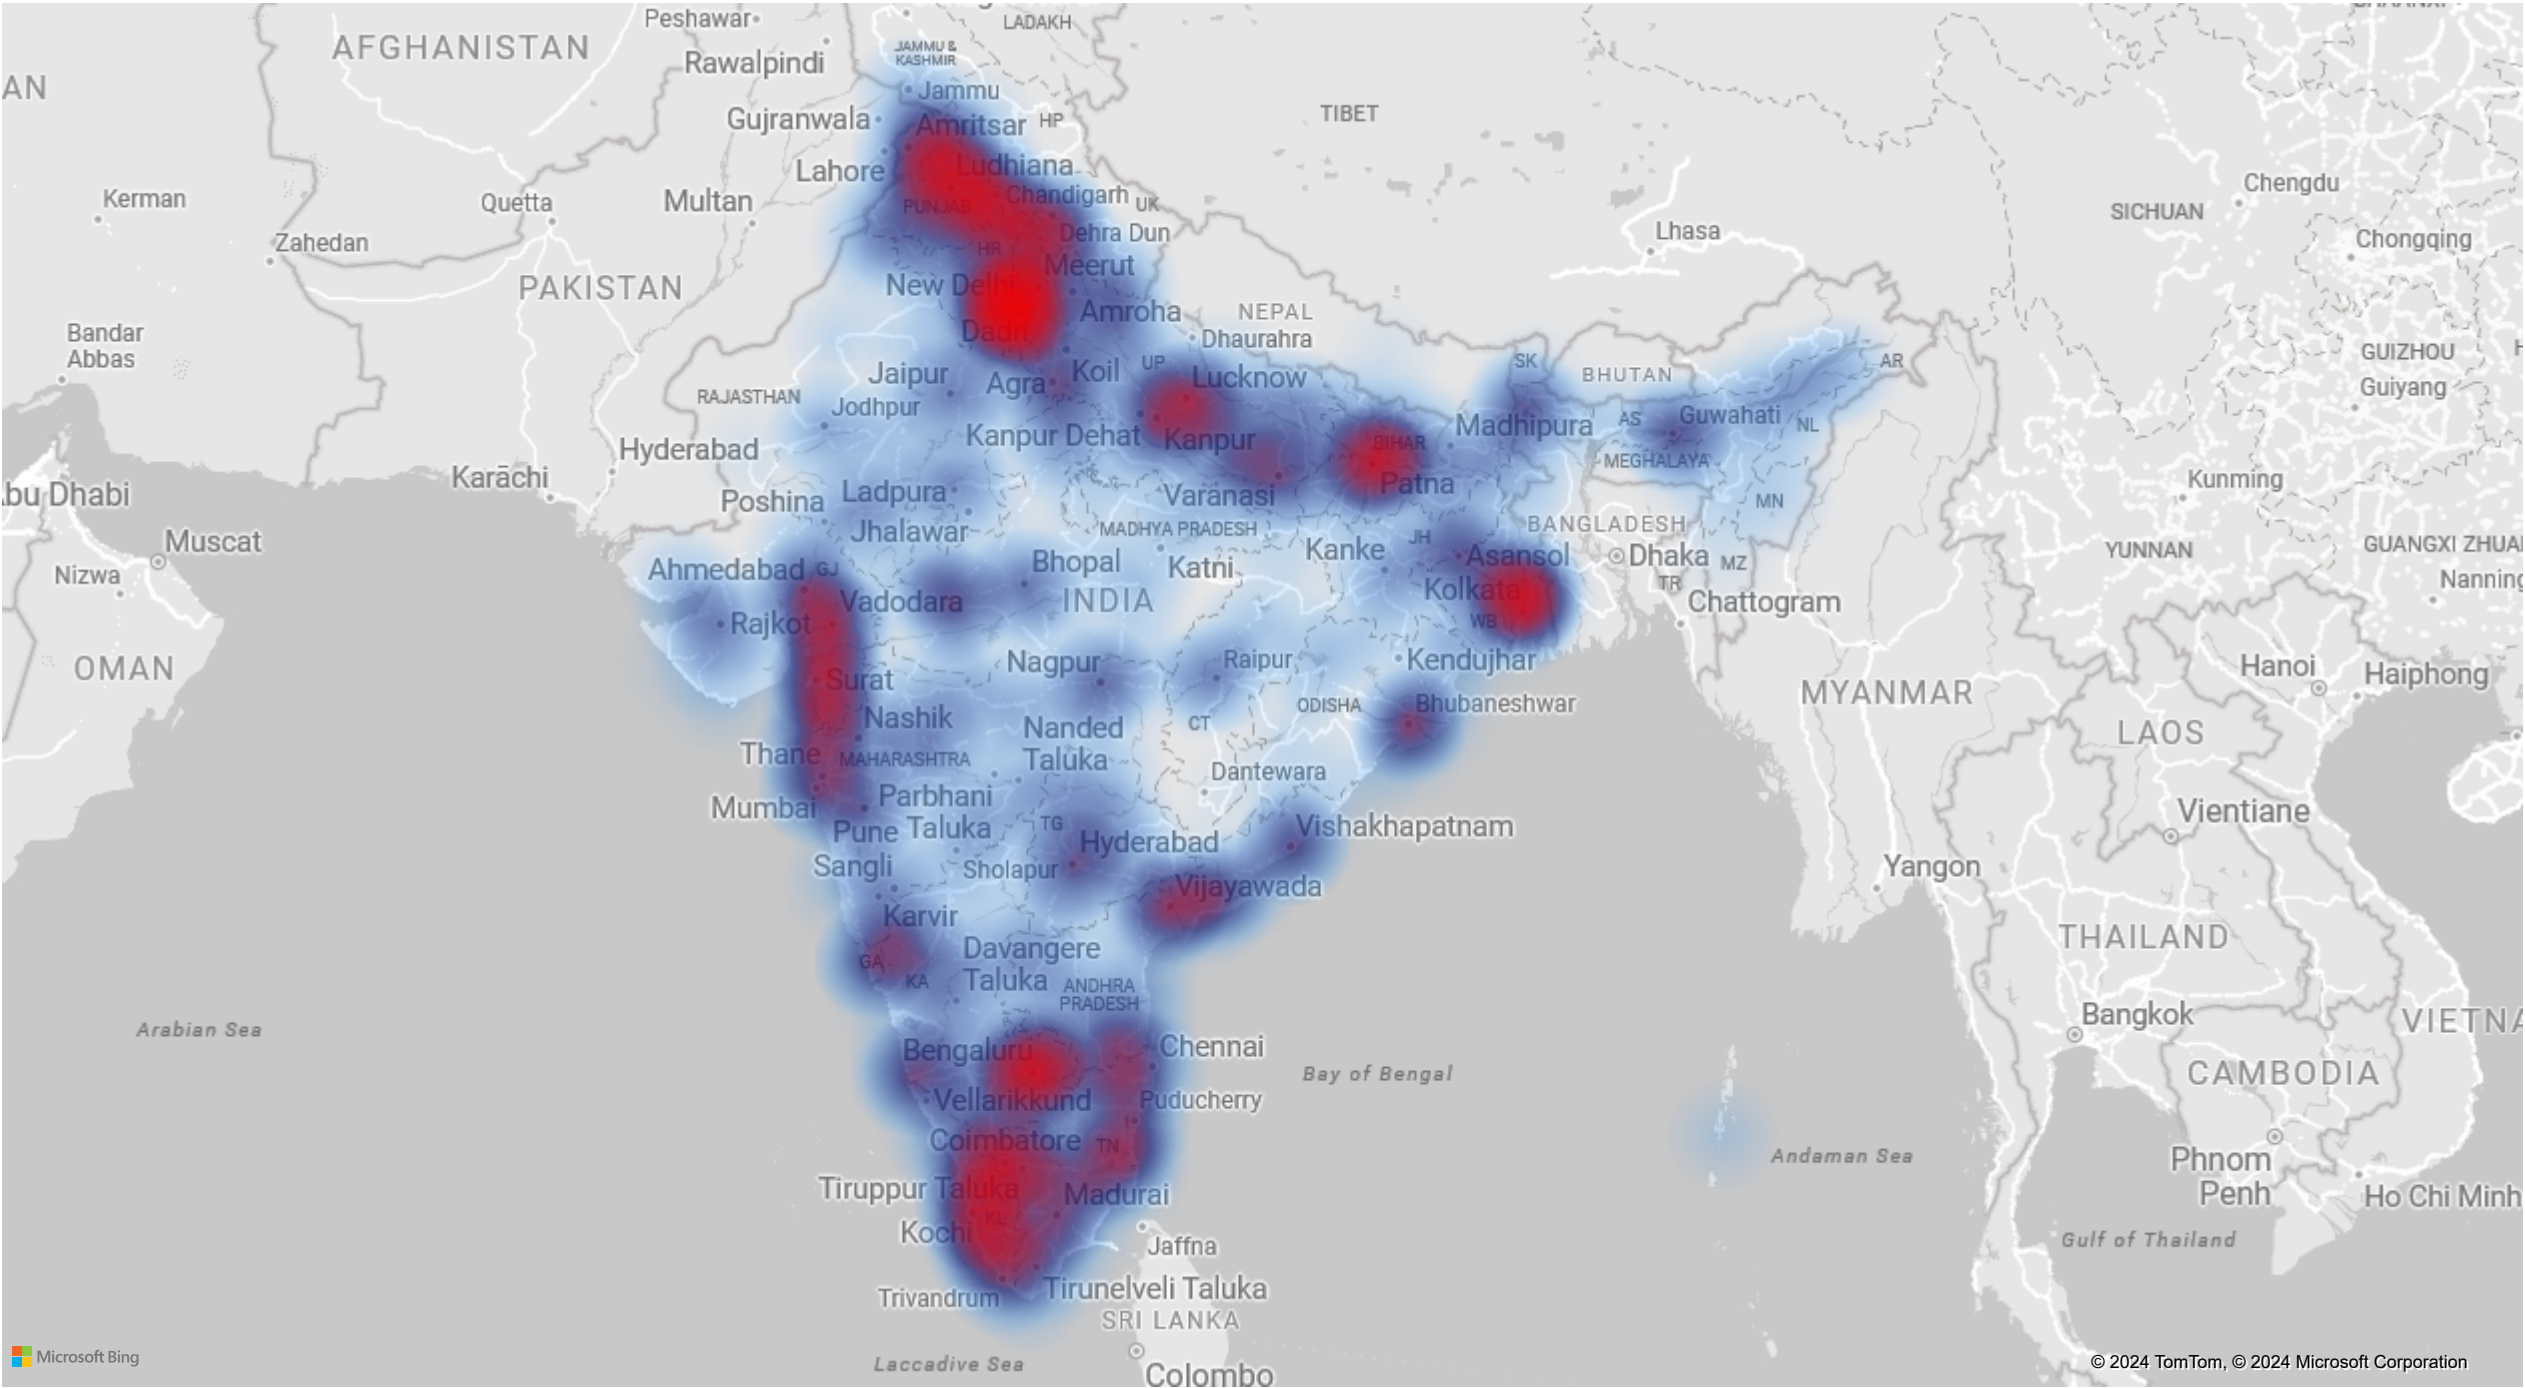 Peshawar
LADAKH
AFGHANISTAN
JAMMU &
KASHMIR
Rawalpindi
AN
Jammu
TIBET
Gujranwala
Amritsar
HP
Lahore
Ludhiana
Chandigarh
Chengdu
Kerman
Quetta
Multan
PUNJAB
UK
SICHUAN
Zahedan
HR
Dehra Dun
Lhasa
Chongqing
Meerut
PAKISTAN
New Delhi
Amroha
NEPAL
Bandar
Abbas
Dadri
Dhaurahra
GUIZHOU
Guiyang
Jaipur
Agra
Koil
UP
Lucknow
SK
BHUTAN
AR
RAJASTHAN
Jodhpur
Madhipura
AS
Guwahati
NL
Kanpur Dehat
Kanpur
BIHAR
Hyderabad
MEGHALAYA
Karāchi
Kunming
Abu Dhabi
Poshina
Ladpura
Varanasi
Patna
MN
Jhalawar
MADHYA PRADESH
BANGLADESH
Muscat
JH
Kanke
Asansol
Dhaka
MZ
YUNNAN
GUANGXI ZHUA
Nizwa
Ahmedabad
GJ
Bhopal
Katni
TR
Nanning
Vadodara
INDIA
Kolkata
Chattogram
Rajkot
WB
OMAN
Surat
Nagpur
Raipur
Kendujhar
Hanoi
Haiphong
MYANMAR
Nashik
CT
ODISHA
Bhubaneshwar
Nanded
Taluka
LAOS
Thane
MAHARASHTRA
Dantewara
Mumbai
Parbhani
Taluka
Pune
TG
Hyderabad
Vishakhapatnam
Vientiane
Sangli
Sholapur
Vijayawada
Yangon
Karvir
THAILAND
GA
KA
Davangere
Taluka
ANDHRA
PRADESH
Arabian Sea
Bangkok
VIETNA
Bengaluru
Chennai
Bay of Bengal
CAMBODIA
Vellarikkund
Puducherry
Coimbatore
TN
Andaman Sea
Phnom
Penh
Tiruppur Taluka
Madurai
Ho Chi Minh
KL
Kochi
Jaffna
Gulf of Thailand
Trivandrum
Tirunelveli Taluka
SRI LANKA
Laccadive Sea
Colombo
Microsoft Bing
© 2024 TomTom, © 2024 Microsoft Corporation